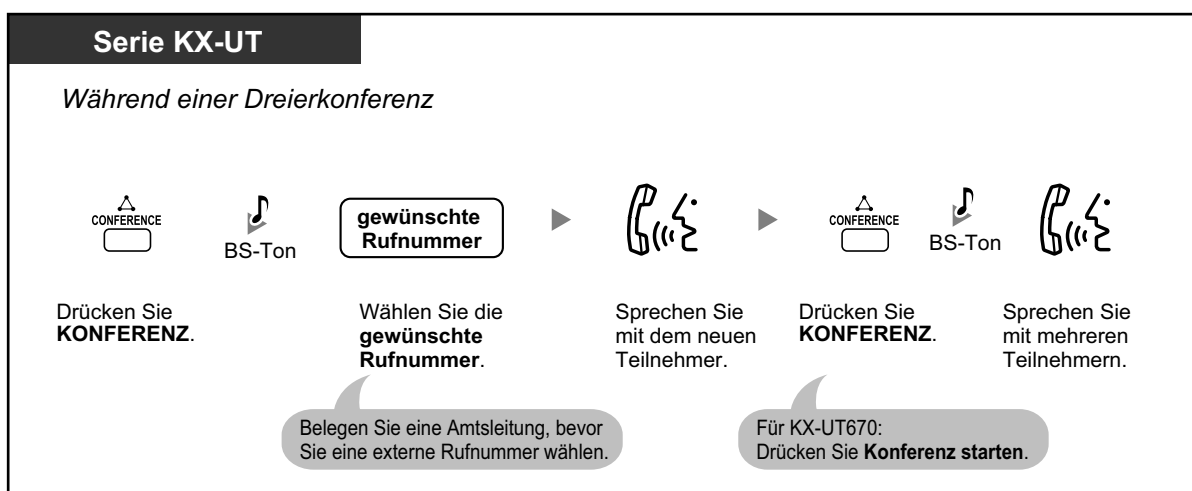 Serie KX-UT
Während einer Dreierkonferenz
CONFERENCE
BS-Ton
gewünschte
Rufnummer
CONFERENCE
BS-Ton
Drücken Sie
KONFERENZ.
Wählen Sie die
gewünschte
Rufnummer.
Sprechen Sie
mit dem neuen
Teilnehmer.
Drücken Sie
KONFERENZ.
Sprechen Sie
mit mehreren
Teilnehmern.
Belegen Sie eine Amtsleitung, bevor
Sie eine externe Rufnummer wählen.
Für KX-UT670:
Drücken Sie Konferenz starten.